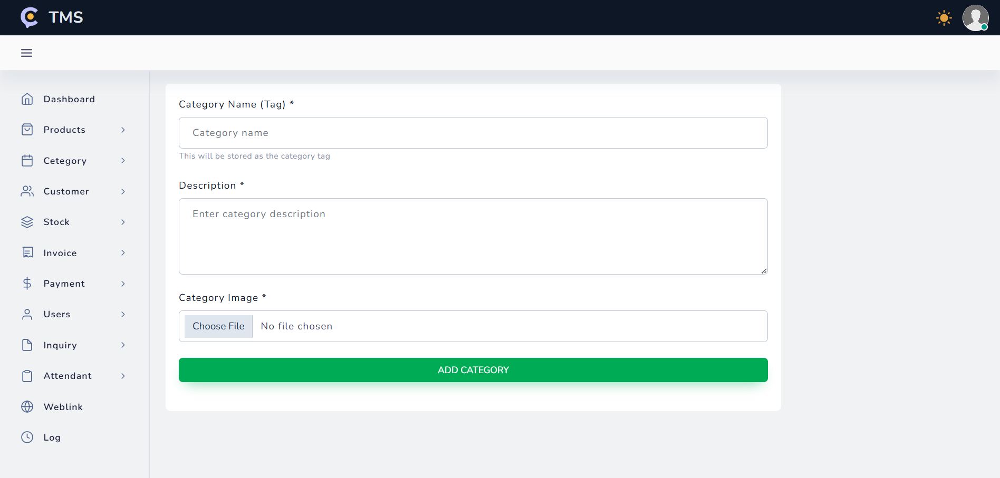 TMS
Dashboard
Products
Cetegory
Customer
Stock
Invoice
Payment
Users
Inquiry
Attendant
Weblink
Log
Category Name (Tag) *
Category name
This will be stored as the category tag
Description *
Enter category description
Category Image *
Choose File No file chosen
ADD CATEGORY